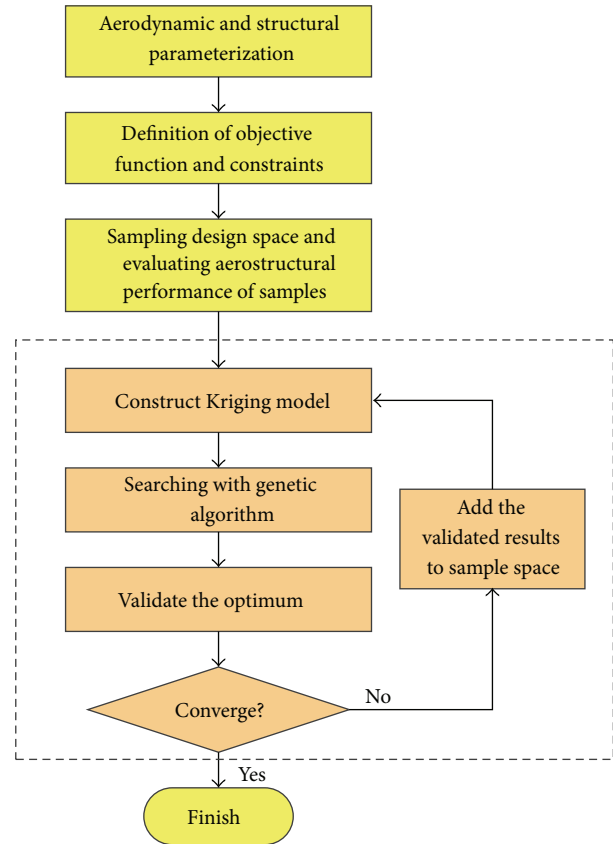 Aerodynamic and structural
parameterization
Definition of objective
function and constraints
Sampling design space and
evaluating aerostructural
performance of samples
Construct Kriging model
Searching with genetic
algorithm
Add the
validated results
to sample space
Validate the optimum
Converge?
No
Yes
Finish